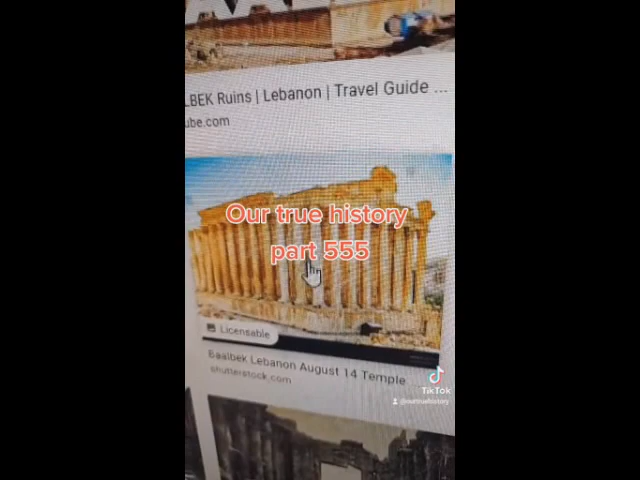 LBEK Ruins | Lebanon | Travel Guide ...
ube.com
Our true history
part 555
Licensable
Baalbek Lebanon August 14 Temple
shutterstock.com
TikTok
@ourtruehistory